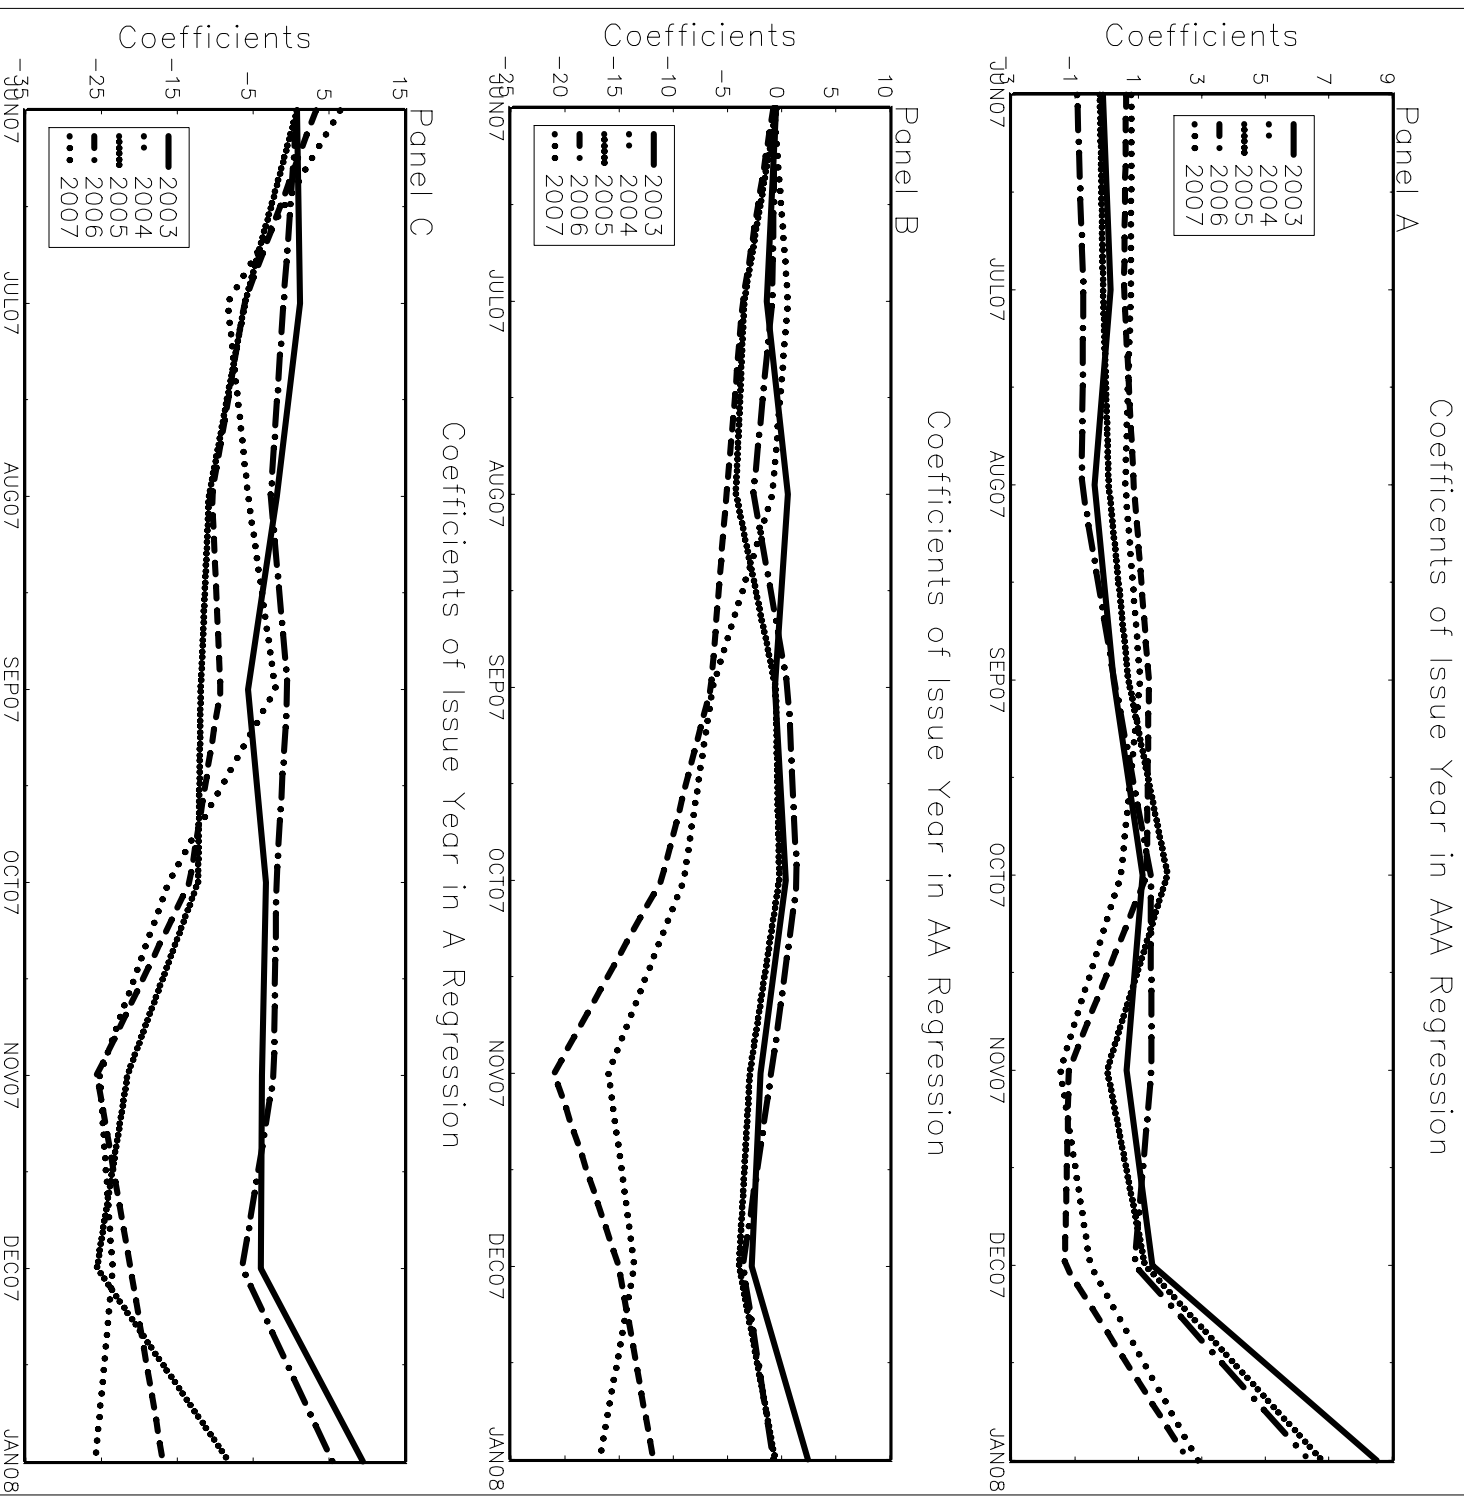 Coefficents of Issue Year in AAA Regression
Panel A
Coefficients
9
7
5
3
1
-1
-3
2003
2004
2005
2006
2007
JUN07
JUL07
AUG07
SEP07
OCT07
NOV07
DEC07
JAN08
Coefficients of Issue Year in AA Regression
Panel B
Coefficients
10
5
0
-5
-10
-15
-20
-25
2003
2004
2005
2006
2007
JUL07
AUG07
SEP07
OCT07
NOV07
DEC07
JAN08
Coefficients of Issue Year in A Regression
Panel C
Coefficients
15
5
-5
-15
-25
-35
2003
2004
2005
2006
2007
JUN07
JUL07
AUG07
SEP07
OCT07
NOV07
DEC07
JAN08